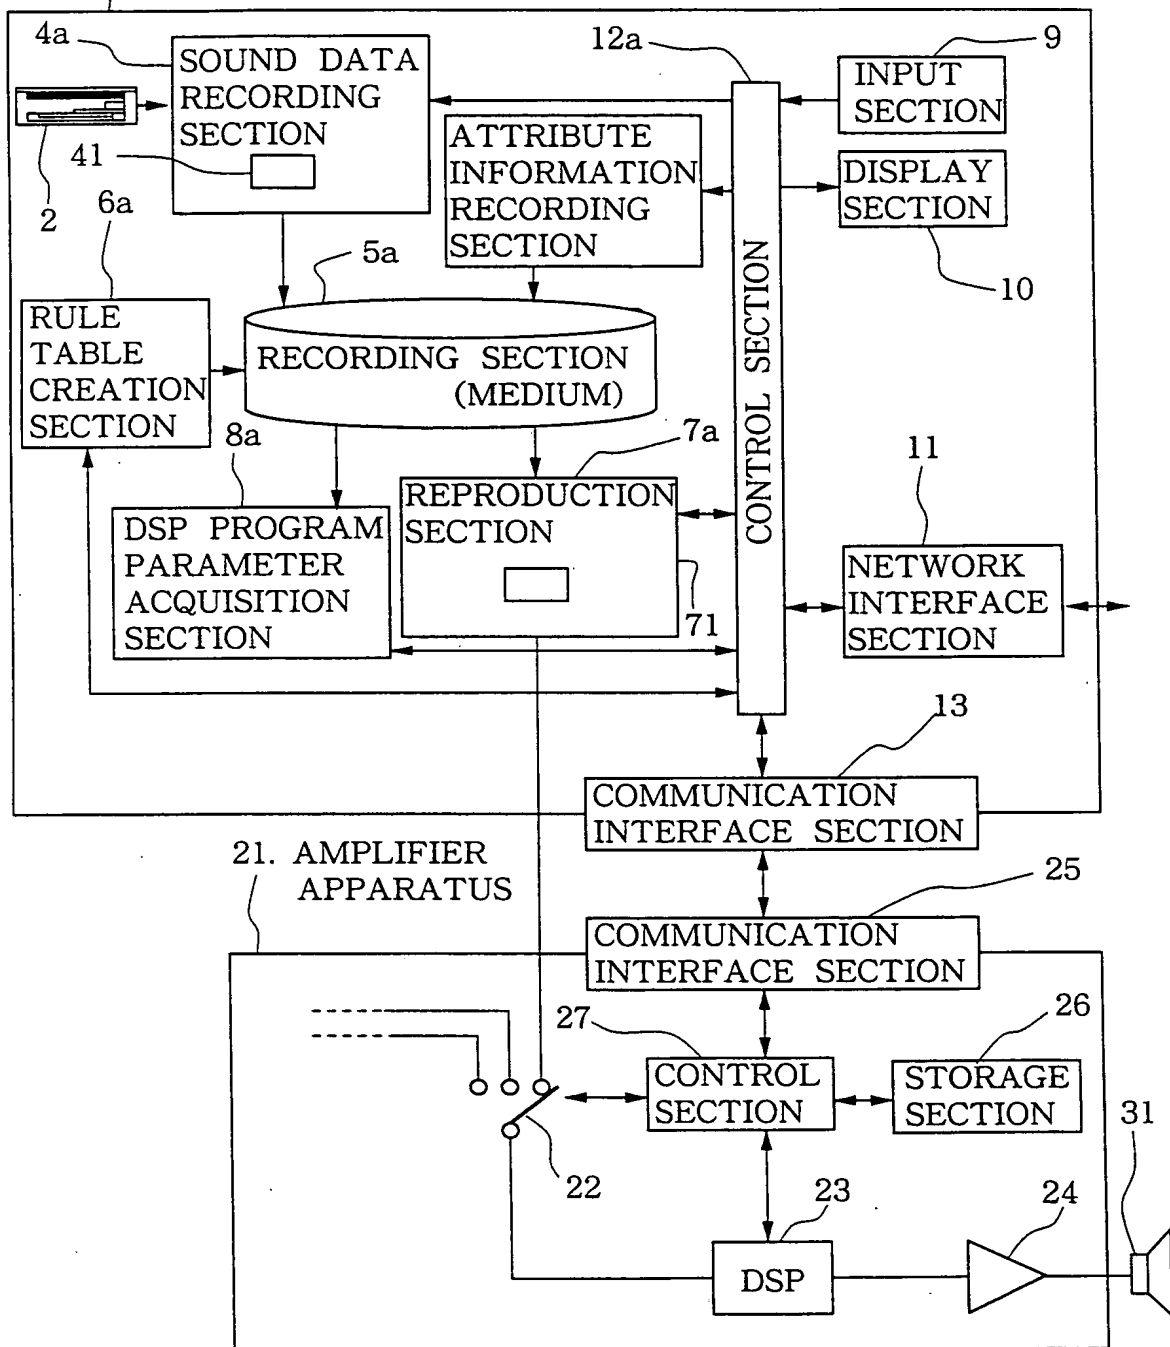 4a
12a
9
SOUND DATA
RECORDING
SECTION
41
2
INPUT
SECTION
ATTRIBUTE
INFORMATION
RECORDING
SECTION
DISPLAY
SECTION
10
6a
5a
RULE
TABLE
CREATION
SECTION
RECORDING SECTION
(MEDIUM)
CONTROL SECTION
8a
7a
11
DSP PROGRAM
PARAMETER
ACQUISITION
SECTION
REPRODUCTION
SECTION
71
NETWORK
INTERFACE
SECTION
13
COMMUNICATION
INTERFACE SECTION
21. AMPLIFIER
APPARATUS
25
COMMUNICATION
INTERFACE SECTION
27
26
CONTROL
SECTION
STORAGE
SECTION
22
23
24
31
DSP